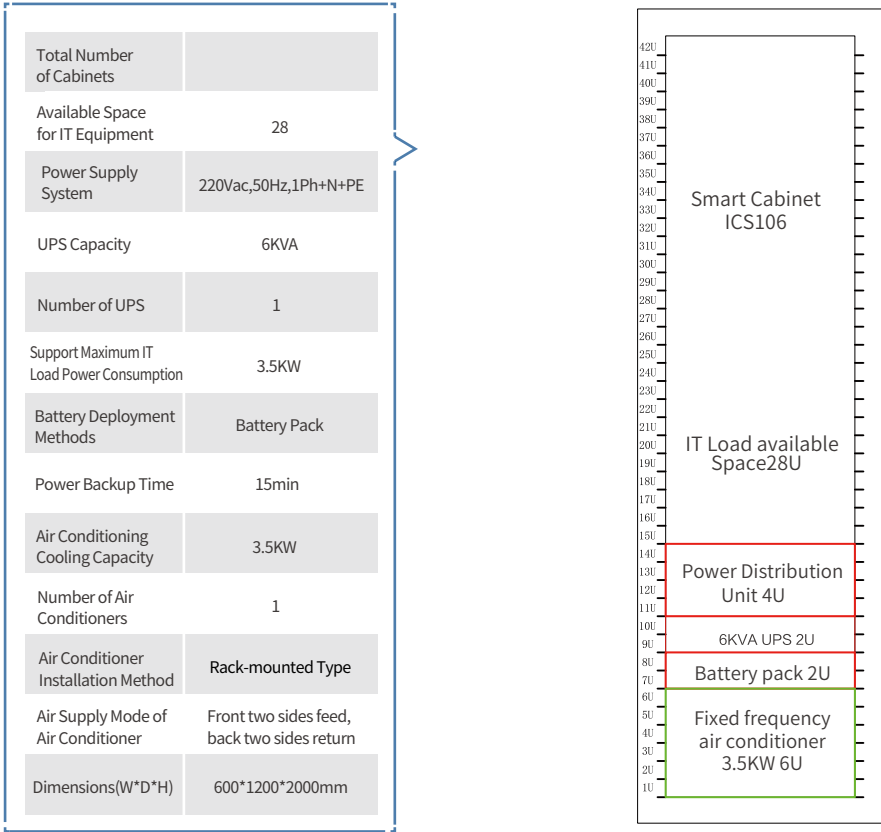 Total Number
of Cabinets
Available Space
for IT Equipment
28
Power Supply
System
220Vac,50Hz,1Ph+N+PE
UPS Capacity
6KVA
Number of UPS
1
Support Maximum IT
Load Power Consumption
3.5KW
Battery Deployment
Methods
Battery Pack
Power Backup Time
15min
Air Conditioning
Cooling Capacity
3.5KW
Number of Air
Conditioners
1
Air Conditioner
Installation Method
Rack-mounted Type
Air Supply Mode of
Air Conditioner
Front two sides feed,
back two sides return
Dimensions(W*D*H)
600*1200*2000mm
42U
41U
40U
39U
38U
37U
36U
35U
34U
33U
32U
31U
30U
29U
28U
27U
26U
25U
24U
23U
22U
21U
20U
19U
18U
17U
16U
15U
14U
13U
12U
11U
10U
9U
8U
7U
6U
5U
4U
3U
2U
1U
Smart Cabinet
ICS106
IT Load available
Space28U
Power Distribution
Unit 4U
6KVA UPS 2U
Battery pack 2U
Fixed frequency
air conditioner
3.5KW 6U